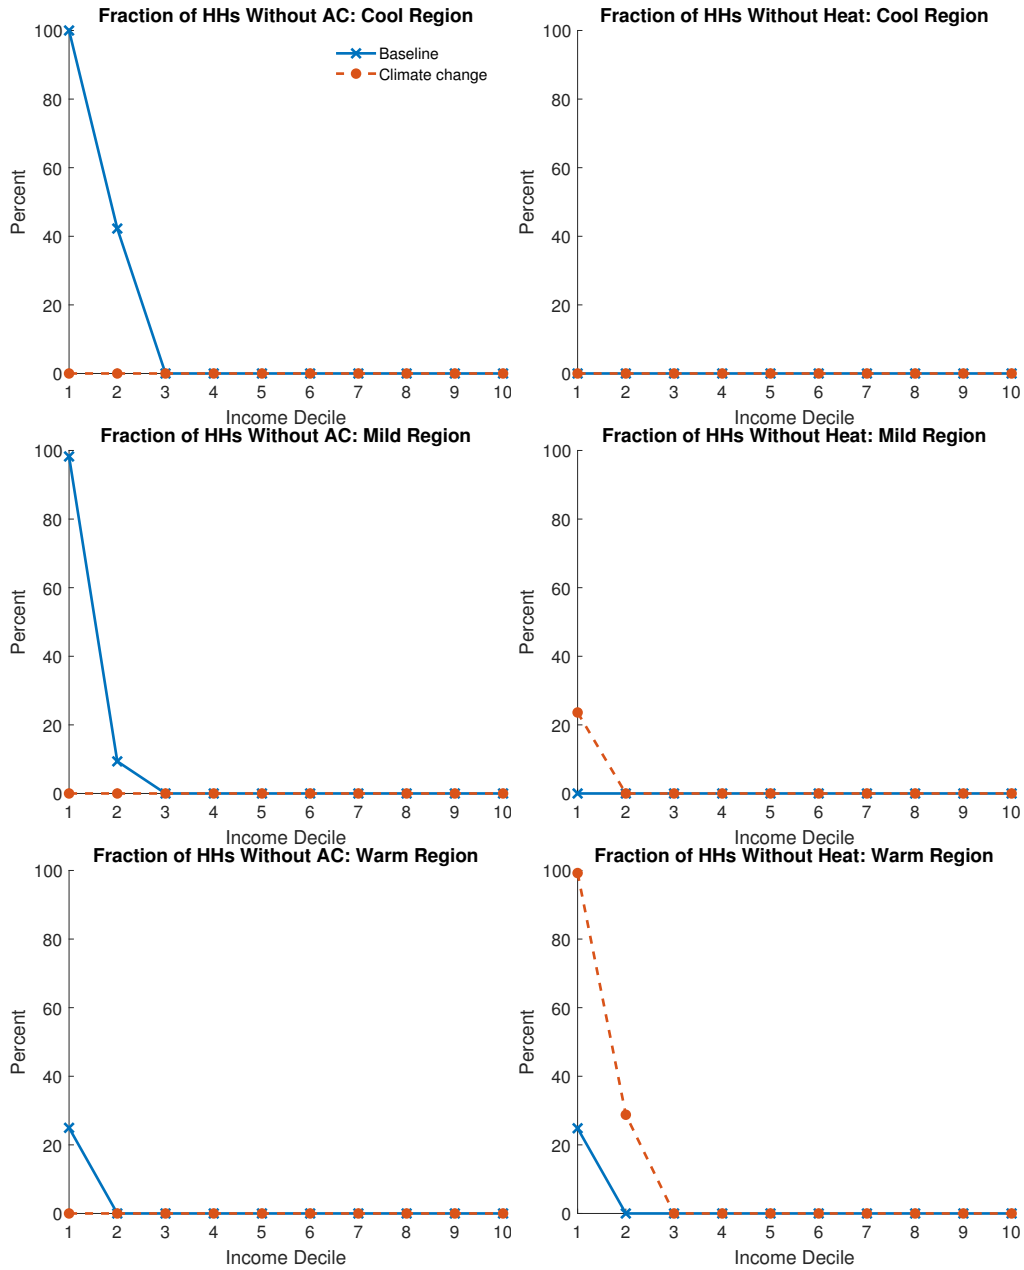 Fraction of HHs Without AC: Cool Region
100
80
60
40
20
0
Percent
Baseline
Climate change
1 2 3 4 5 6 7 8 9 10
Income Decile
Fraction of HHs Without Heat: Cool Region
100
80
60
40
20
0
Percent
1 2 3 4 5 6 7 8 9 10
Income Decile
Fraction of HHs Without AC: Mild Region
100
80
60
40
20
0
Percent
1 2 3 4 5 6 7 8 9 10
Income Decile
Fraction of HHs Without Heat: Mild Region
100
80
60
40
20
0
Percent
1 2 3 4 5 6 7 8 9 10
Income Decile
Fraction of HHs Without AC: Warm Region
100
80
60
40
20
0
Percent
1 2 3 4 5 6 7 8 9 10
Income Decile
Fraction of HHs Without Heat: Warm Region
100
80
60
40
20
0
Percent
1 2 3 4 5 6 7 8 9 10
Income Decile